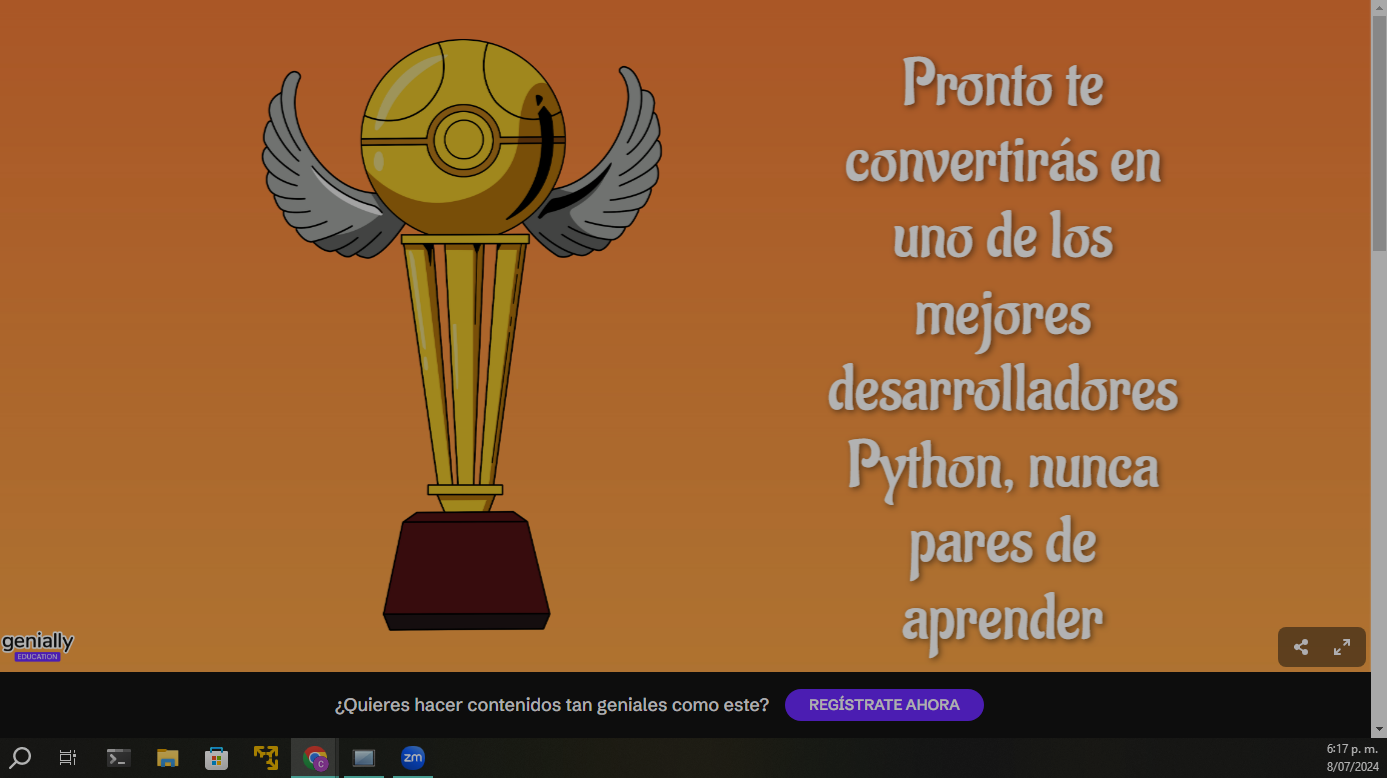 Pronto te
convertirás en
uno de los
mejores
desarrolladores
Python, nunca
pares de
aprender
genially
EDUCATION
¿Quieres hacer contenidos tan geniales como este?
REGÍSTRATE AHORA
C
zm
6:17 p. m.
8/07/2024